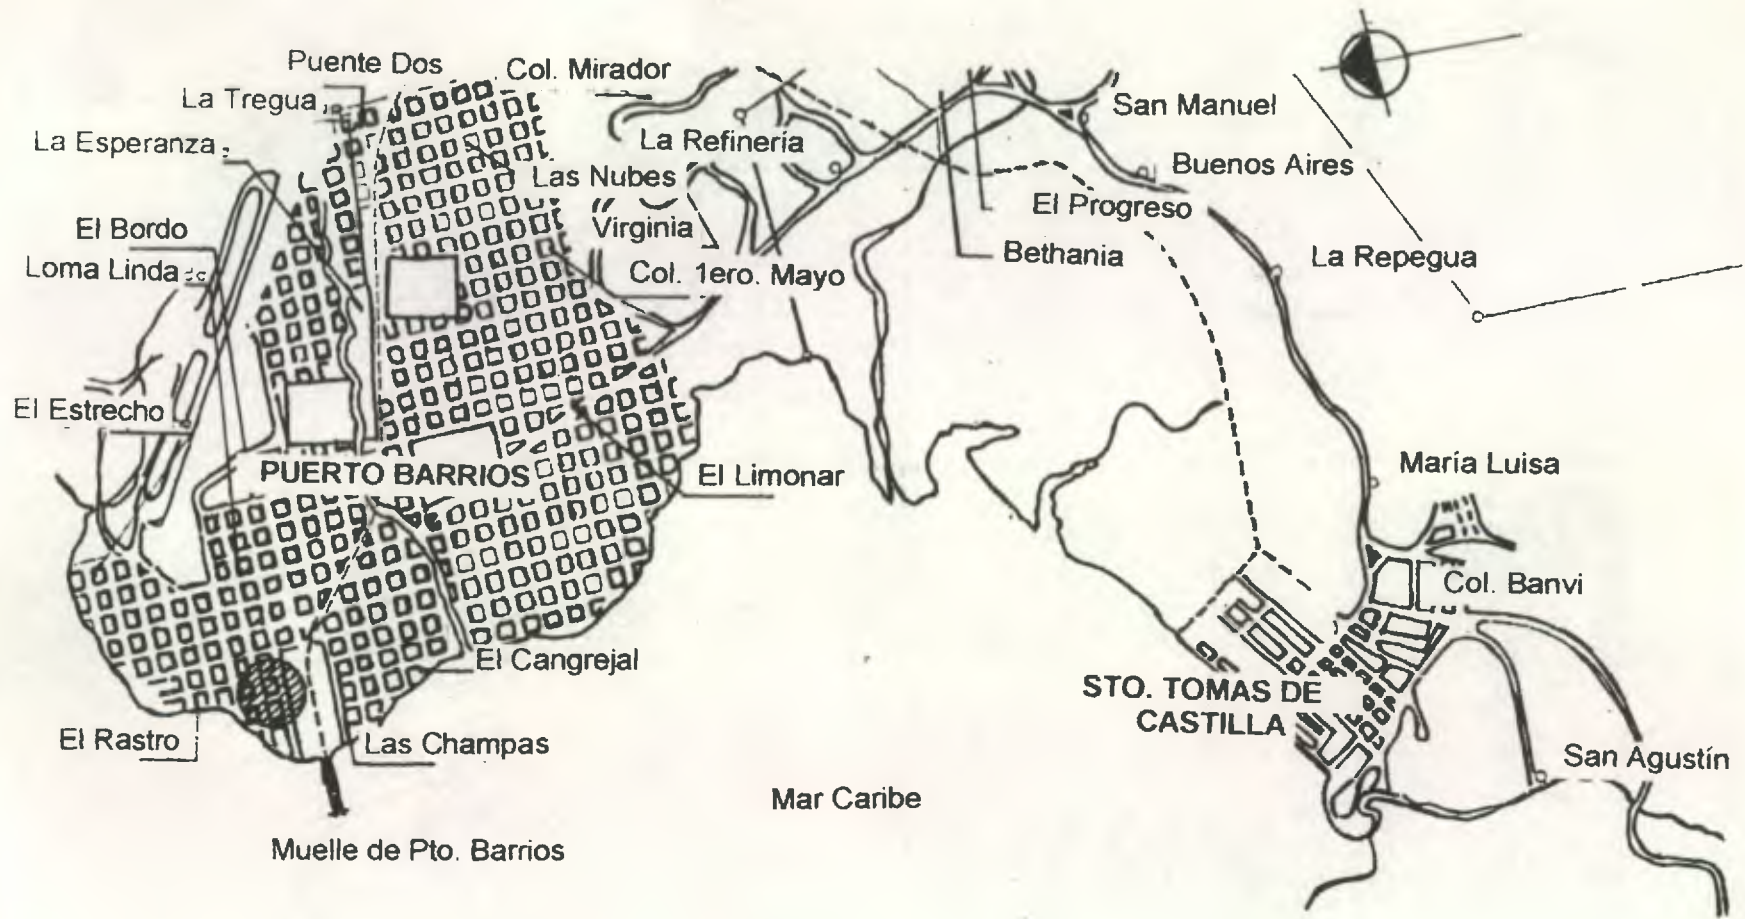 Puente Dos
Col. Mirador
La Tregua
La Esperanza
San Manuel
La Refinería
Buenos Aires
Las Nubes
El Progreso
Virginia
El Bordo
Bethania
La Repegua
Loma Linda
Col. 1ero. Mayo
El Estrecho
PUERTO BARRIOS
El Limonar
María Luisa
Col. Banvi
El Cangrejal
STO. TOMAS DE
CASTILLA
El Rastro
Las Champas
San Agustín
Mar Caribe
Muelle de Pto. Barrios